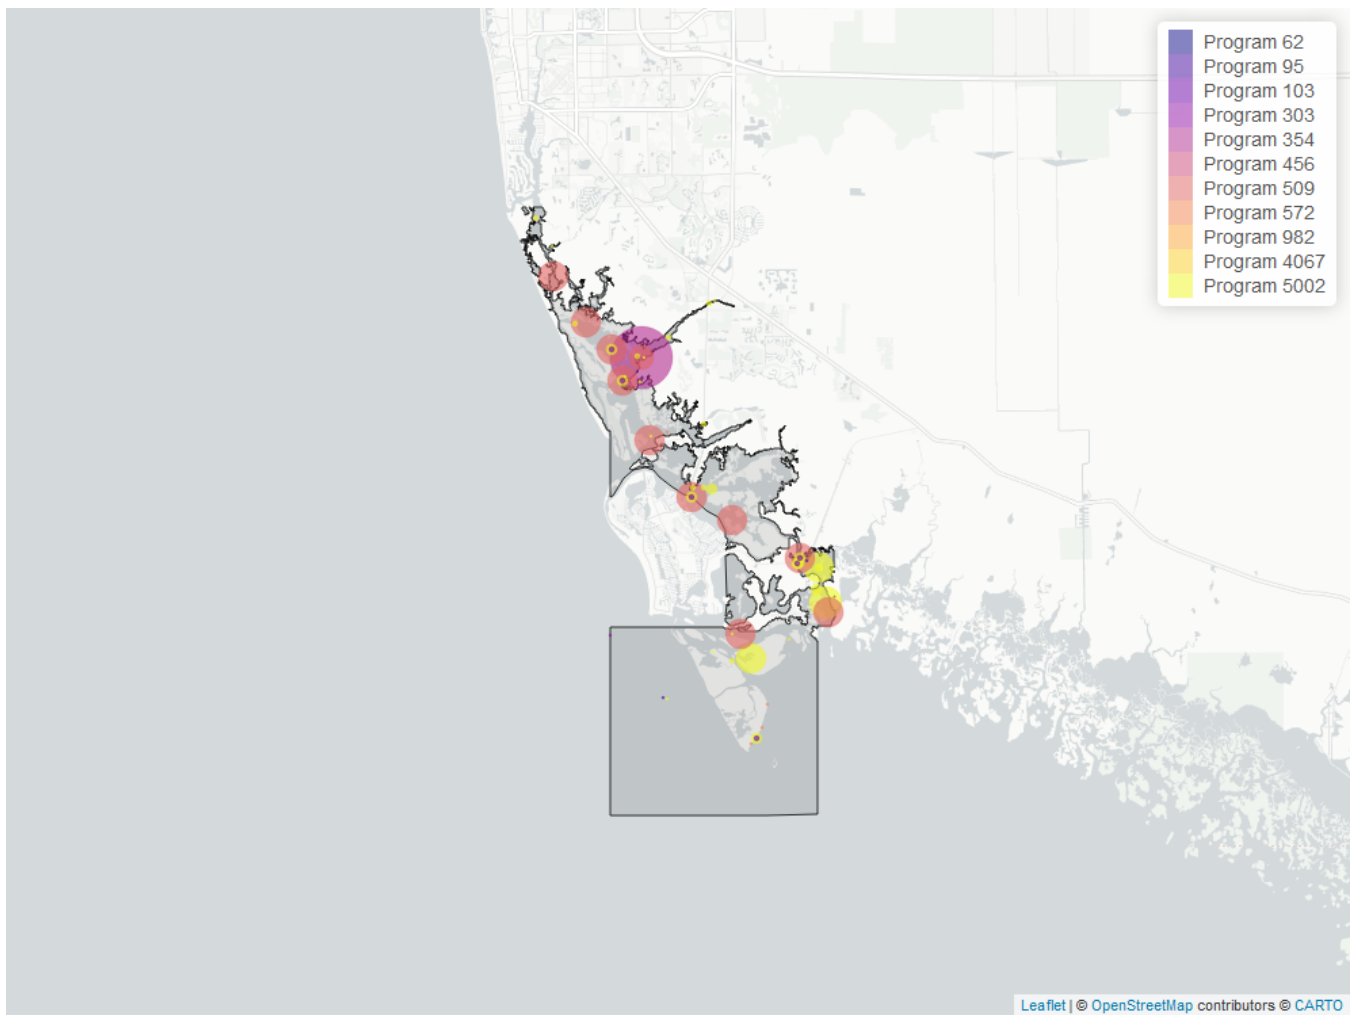 Program 62
Program 95
Program 103
Program 303
Program 354
Program 456
Program 509
Program 572
Program 982
Program 4067
Program 5002
Leaflet | © OpenStreetMap contributors © CARTO